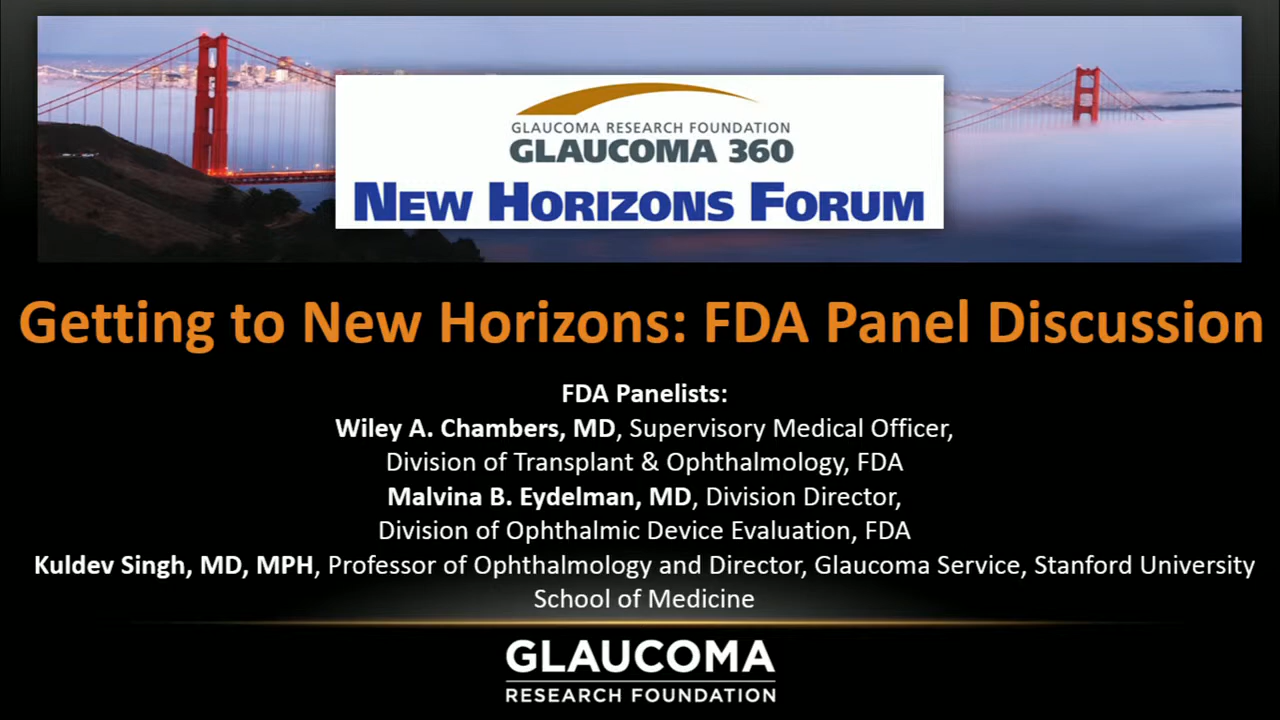 GLAUCOMA RESEARCH FOUNDATION
GLAUCOMA 360
NEW HORIZONS FORUM
Getting to New Horizons: FDA Panel Discussion
FDA Panelists:
Wiley A. Chambers, MD, Supervisory Medical Officer,
Division of Transplant & Ophthalmology, FDA
Malvina B. Eydelman, MD, Division Director,
Division of Ophthalmic Device Evaluation, FDA
Kuldev Singh, MD, MPH, Professor of Ophthalmology and Director, Glaucoma Service, Stanford University
School of Medicine
GLAUCOMA
RESEARCH FOUNDATION